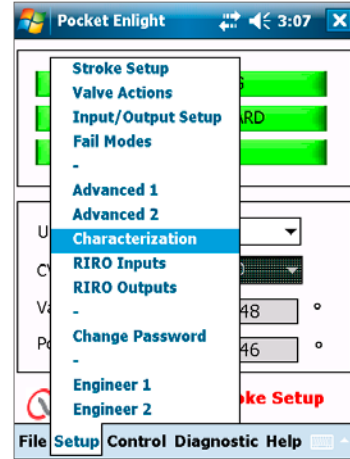 Pocket Enlight 3:07
Stroke Setup
Valve Actions
Input/Output Setup
Fail Modes
-
Advanced 1
Advanced 2
Characterization
RIRO Inputs
RIRO Outputs
-
Change Password
-
Engineer 1
Engineer 2
48 °
46 °
Setup
File Setup Control Diagnostic Help